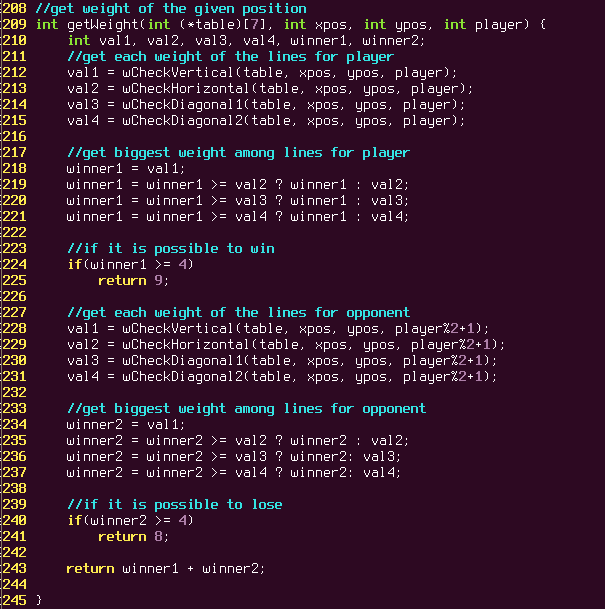 208 //get weight of the given position
209 int getWeight(int (*table)[7], int xpos, int ypos, int player) {
210     int val1, val2, val3, val4, winner1, winner2;
211     //get each weight of the lines for player
212     val1 = wCheckVertical(table, xpos, ypos, player);
213     val2 = wCheckHorizontal(table, xpos, ypos, player);
214     val3 = wCheckDiagonal1(table, xpos, ypos, player);
215     val4 = wCheckDiagonal2(table, xpos, ypos, player);
216
217     //get biggest weight among lines for player
218     winner1 = val1;
219     winner1 = winner1 >= val2 ? winner1 : val2;
220     winner1 = winner1 >= val3 ? winner1 : val3;
221     winner1 = winner1 >= val4 ? winner1 : val4;
222
223     //if it is possible to win
224     if(winner1 >= 4)
225         return 9;
226
227     //get each weight of the lines for opponent
228     val1 = wCheckVertical(table, xpos, ypos, player%2+1);
229     val2 = wCheckHorizontal(table, xpos, ypos, player%2+1);
230     val3 = wCheckDiagonal1(table, xpos, ypos, player%2+1);
231     val4 = wCheckDiagonal2(table, xpos, ypos, player%2+1);
232
233     //get biggest weight among lines for opponent
234     winner2 = val1;
235     winner2 = winner2 >= val2 ? winner2 : val2;
236     winner2 = winner2 >= val3 ? winner2: val3;
237     winner2 = winner2 >= val4 ? winner2: val4;
238
239     //if it is possible to lose
240     if(winner2 >= 4)
241         return 8;
242
243     return winner1 + winner2;
244
245 }